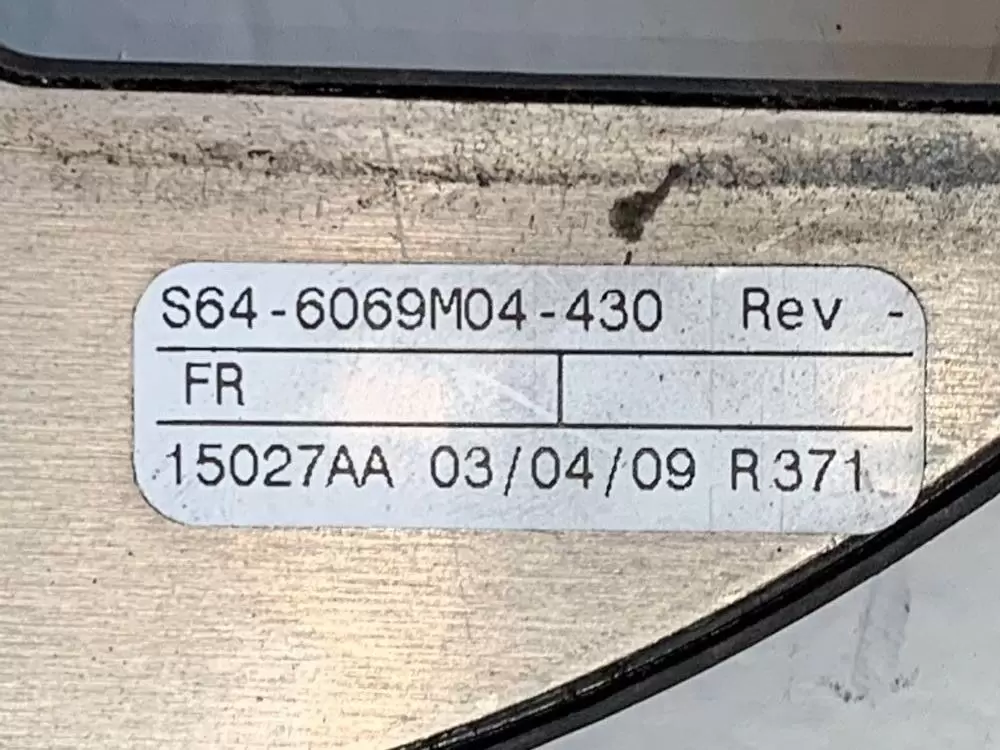 S64-6069M04-430 Rev -
FR
15027AA 03/04/09 R371